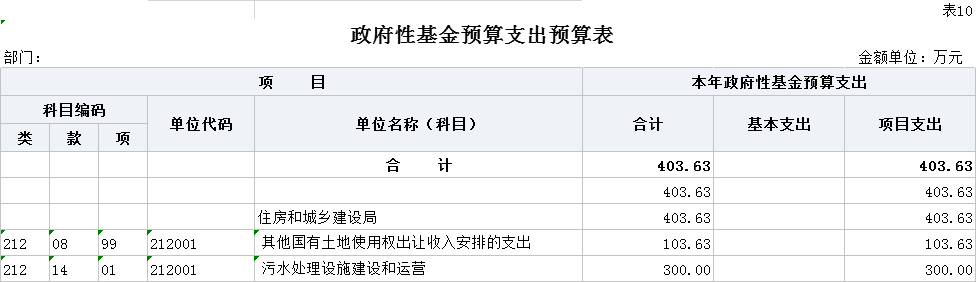 表10
政府性基金预算支出预算表
部门： 金额单位：万元
项 目 本年政府性基金预算支出
科目编码 单位代码 单位名称（科目） 合计 基本支出 项目支出
类 款 项
合 计 403.63 403.63
403.63 403.63
住房和城乡建设局 403.63 403.63
212 08 99 212001 其他国有土地使用权出让收入安排的支出 103.63 103.63
212 14 01 212001 污水处理设施建设和运营 300.00 300.00